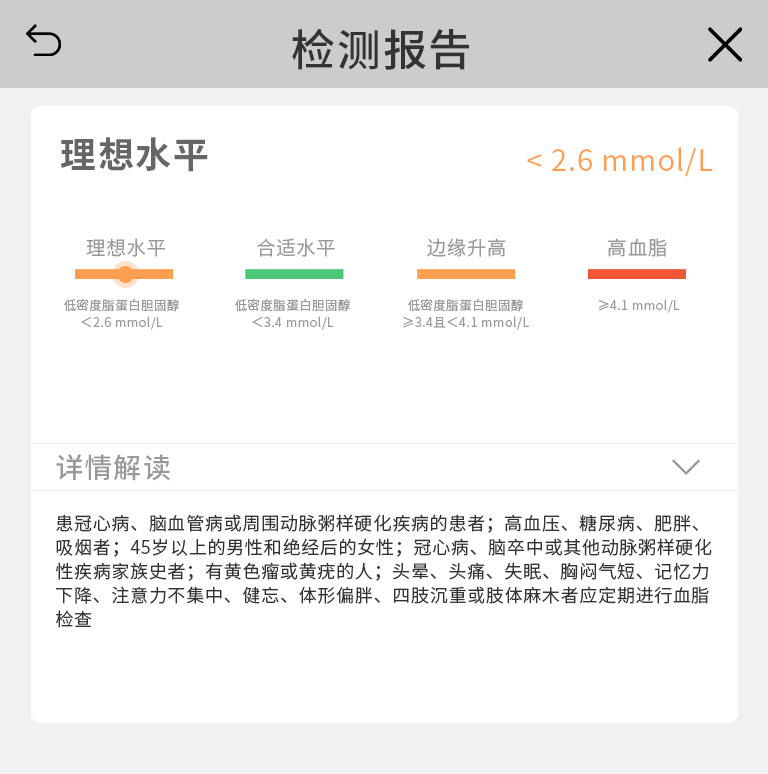 检测报告
理想水平
< 2.6 mmol/L
理想水平 合适水平 边缘升高 高血脂
低密度脂蛋白胆固醇 低密度脂蛋白胆固醇 低密度脂蛋白胆固醇 ≥4.1 mmol/L
<2.6 mmol/L <3.4 mmol/L ≥3.4且<4.1 mmol/L
详情解读
患冠心病、脑血管病或周围动脉粥样硬化疾病的患者；高血压、糖尿病、肥胖、
吸烟者；45岁以上的男性和绝经后的女性；冠心病、脑卒中或其他动脉粥样硬化
性疾病家族史者；有黄色瘤或黄疣的人；头晕、头痛、失眠、胸闷气短、记忆力
下降、注意力不集中、健忘、体形偏胖、四肢沉重或肢体麻木者应定期进行血脂
检查